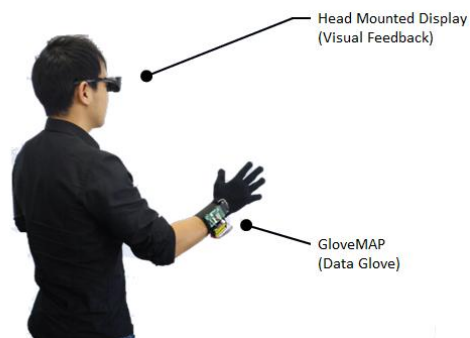 Head Mounted Display
(Visual Feedback)
GloveMAP
(Data Glove)